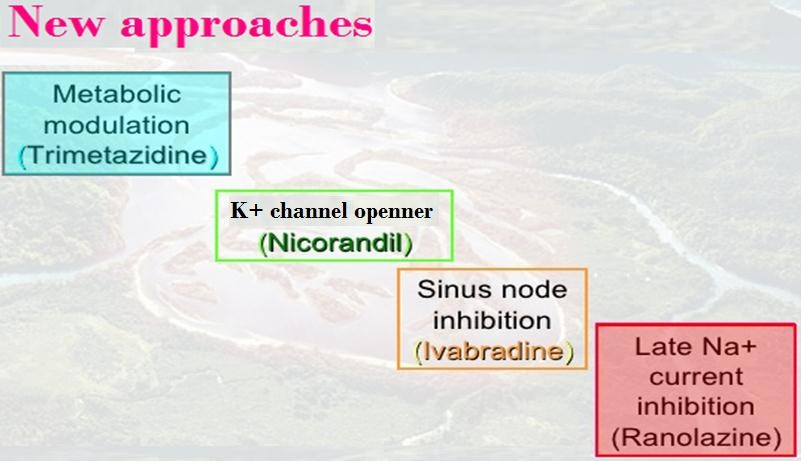 New approaches
Metabolic
modulation
(Trimetazidine)
K+ channel openner
(Nicorandil)
Sinus node
inhibition
(Ivabradine)
Late Na+
current
inhibition
(Ranolazine)